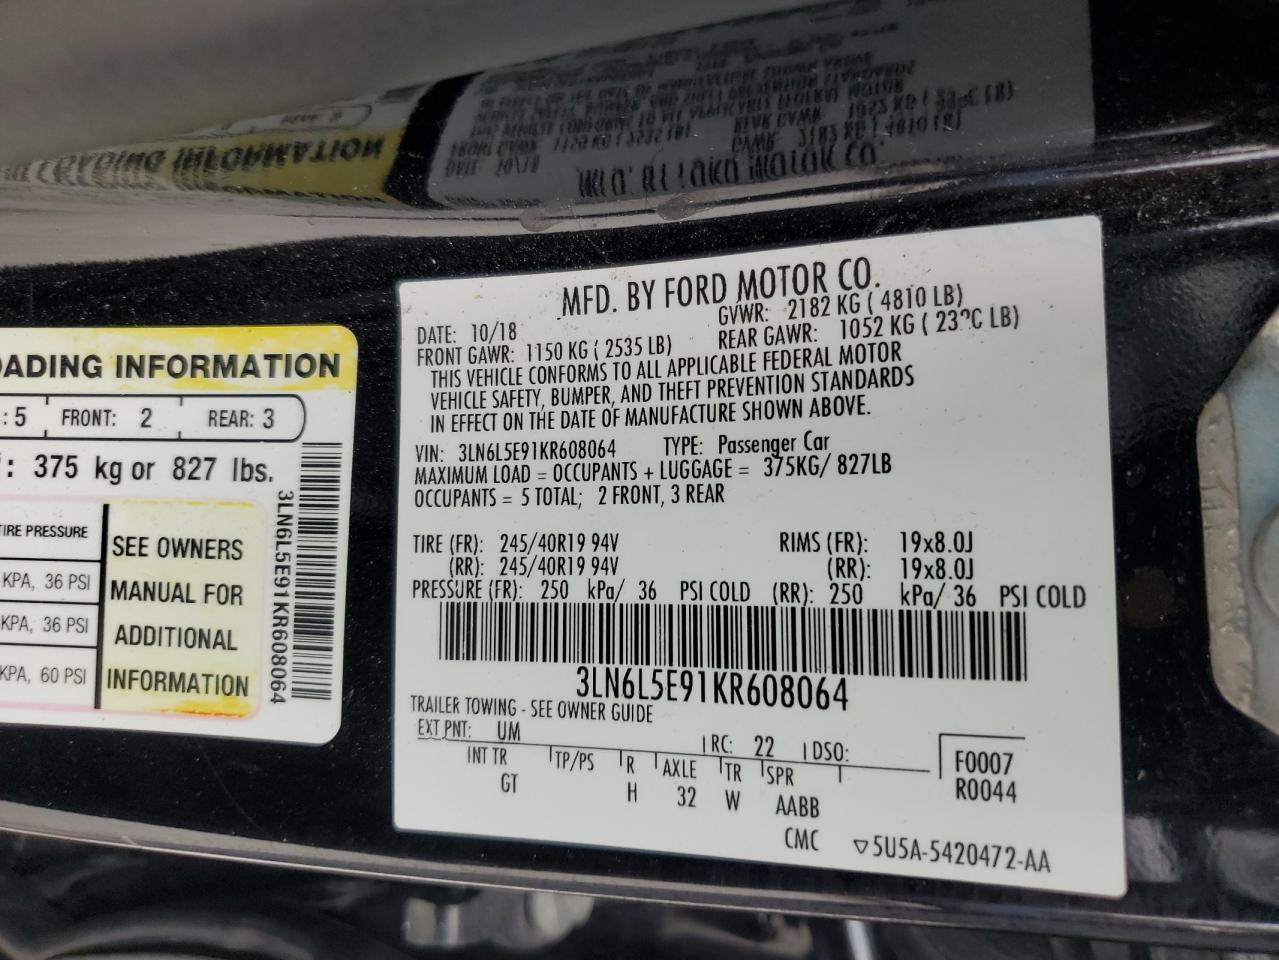 MFD. BY FORD MOTOR CO.
DATE: 10/18 GVWR: 2182 KG ( 4810 LB)
FRONT GAWR: 1150 KG ( 2535 LB) REAR GAWR: 1052 KG ( LB)
THIS VEHICLE CONFORMS TO ALL APPLICABLE FEDERAL MOTOR
VEHICLE SAFETY, BUMPER, AND THEFT PREVENTION STANDARDS
IN EFFECT ON THE DATE OF MANUFACTURE SHOWN ABOVE.
VIN: 3LN6L5E91KR608064 TYPE: Passenger Car
MAXIMUM LOAD = OCCUPANTS + LUGGAGE = 375KG/ 827LB
OCCUPANTS = 5 TOTAL; 2 FRONT, 3 REAR
TIRE (FR): 245/40R19 94V RIMS (FR): 19x8.0J
(RR): 245/40R19 94V (RR): 19x8.0J
PRESSURE (FR): 250 kPa/ 36 PSI COLD (RR): 250 kPa/ 36 PSI COLD
3LN6L5E91KR608064
TRAILER TOWING - SEE OWNER GUIDE
EXT PNT: UM RC: 22 DSO:
INT TR TP/PS R AXLE TR SPR
GT H 32 W AABB
CMC
F0007
R0044
▽5U5A-5420472-AA
ADING INFORMATION
: 5 FRONT: 2 REAR: 3
: 375 kg or 827 lbs.
TIRE PRESSURE
KPA, 36 PSI
KPA, 36 PSI
KPA, 60 PSI
SEE OWNERS
MANUAL FOR
ADDITIONAL
INFORMATION
3LN6L5E91KR608064